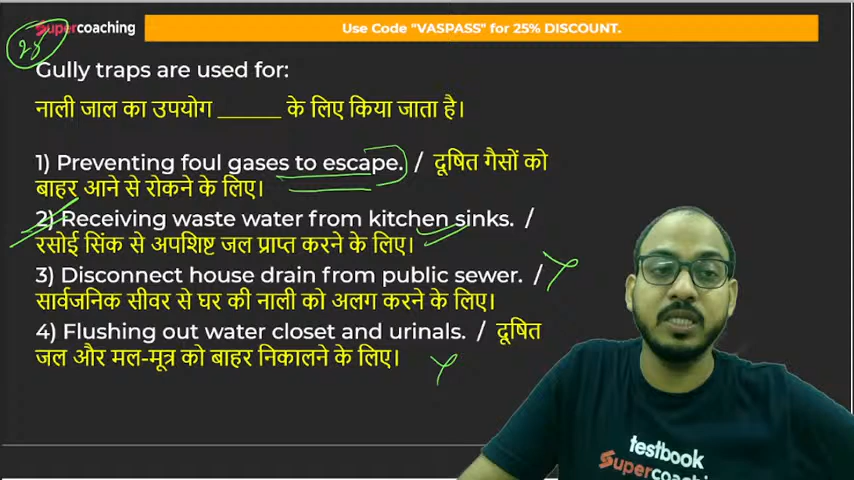 Supercoaching
Use Code "VASPASS" for 25% DISCOUNT.
Gully traps are used for:
नाली जाल का उपयोग ______ के लिए किया जाता है।
1) Preventing foul gases to escape. / दूषित गैसों को
बाहर आने से रोकने के लिए।
2) Receiving waste water from kitchen sinks. /
रसोई सिंक से अपशिष्ट जल प्राप्त करने के लिए।
3) Disconnect house drain from public sewer. /
सार्वजनिक सीवर से घर की नाली को अलग करने के लिए।
4) Flushing out water closet and urinals. / दूषित
जल और मल-मूत्र को बाहर निकालने के लिए।
testbook
Supercoac